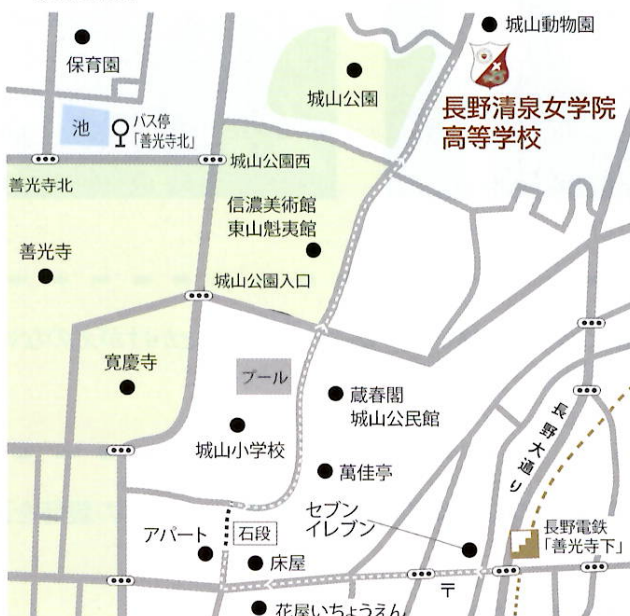 城山動物園
保育園
城山公園
長野清泉女学院
高等学校
池
バス停
「善光寺北」
城山公園西
善光寺北
信濃美術館
東山魁夷館
善光寺
城山公園入口
寛慶寺
プール
蔵春閣
城山公民館
長野大通り
城山小学校
萬佳亭
セブン
イレブン
石段
アパート
長野電鉄
「善光寺下」
床屋
〒
花屋いちょうえん